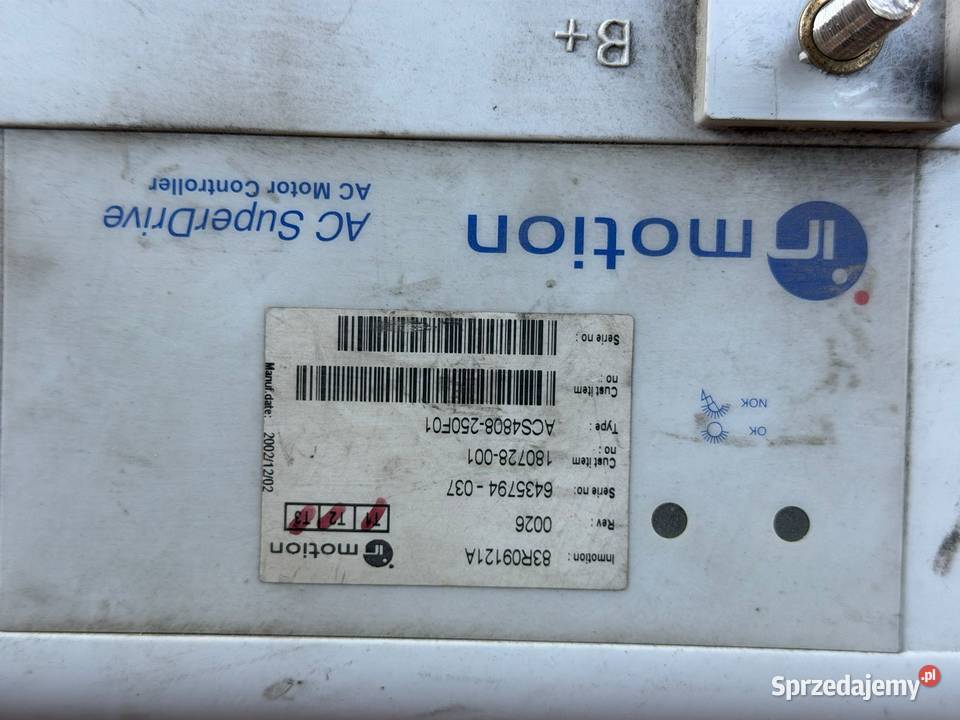 B+
inmotion
AC SuperDrive
AC Motor Controller
OK
NOK
inmotion
T1 T2 T3
Inmotion: 83R09121A
Rev: 0026
Serie no: 6435794-037
Cust item no: 180728-001
Type: ACS4808-250F01
Cust item no:
Serie no:
Manuf.date: 2002/12/02
Sprzedajemy.pl